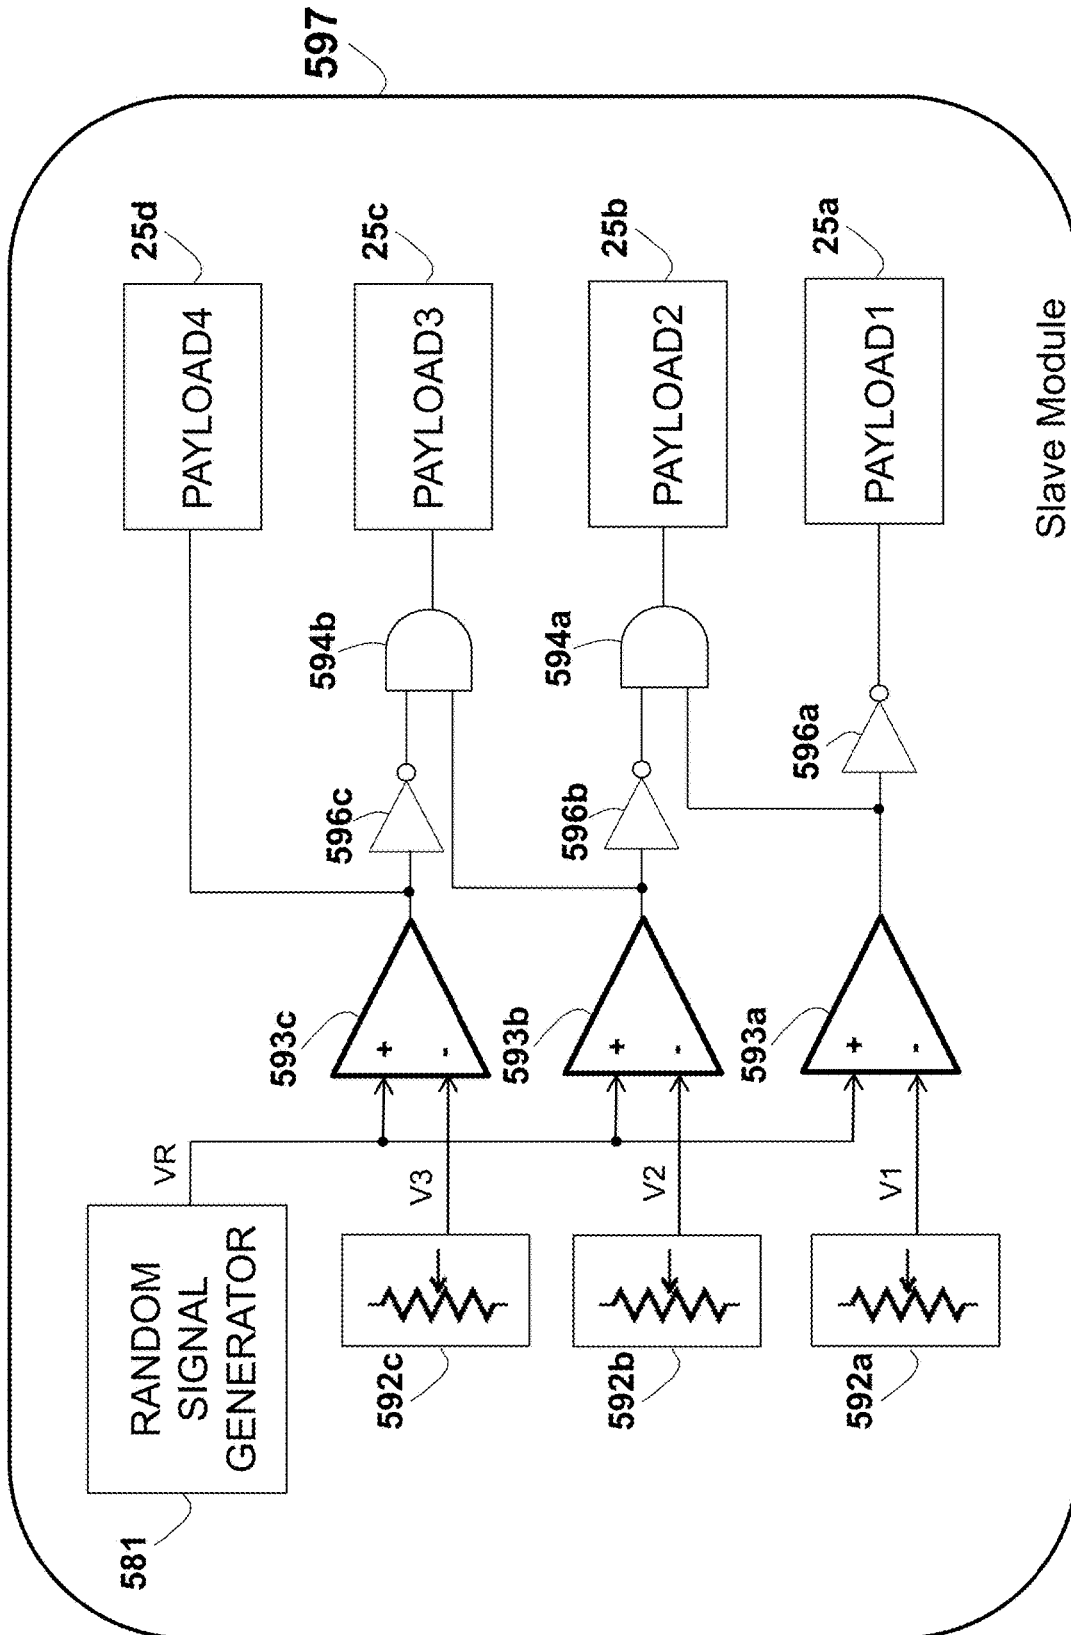 597
581
RANDOM
SIGNAL
GENERATOR
VR
593c
+
-
596c
594b
25d
PAYLOAD4
25c
PAYLOAD3
592c
V3
593b
+
-
596b
594a
25b
PAYLOAD2
592b
V2
593a
+
-
596a
25a
PAYLOAD1
592a
V1
Slave Module